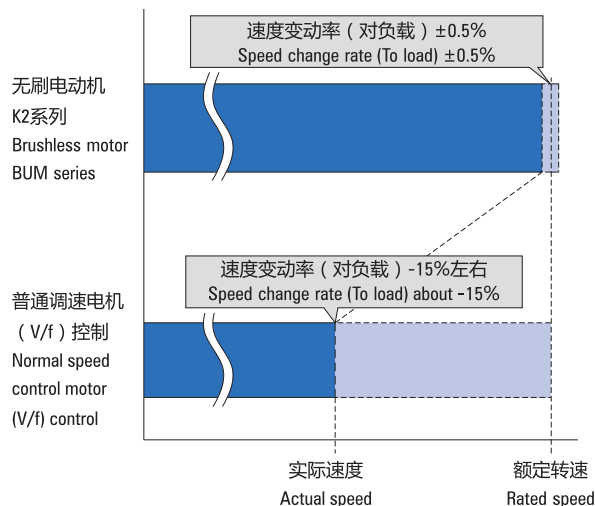 速度变动率（对负载）±0.5%
Speed change rate (To load) ±0.5%
无刷电动机
K2系列
Brushless motor
BUM series
速度变动率（对负载）-15%左右
Speed change rate (To load) about -15%
普通调速电机
（V/f）控制
Normal speed
control motor
(V/f) control
实际速度
Actual speed
额定转速
Rated speed